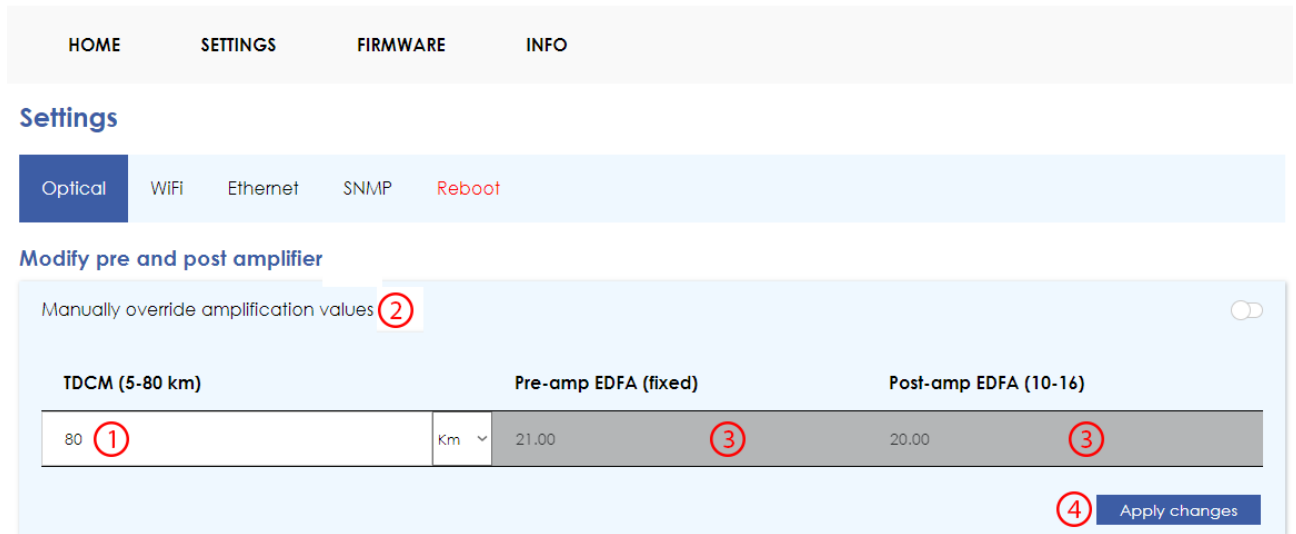 HOME SETTINGS FIRMWARE INFO
Settings
Optical WiFi Ethernet SNMP Reboot
Modify pre and post amplifier
Manually override amplification values 2
TDCM (5-80 km) Pre-amp EDFA (fixed) Post-amp EDFA (10-16)
80 1 Km 21.00 3 20.00 3
4 Apply changes